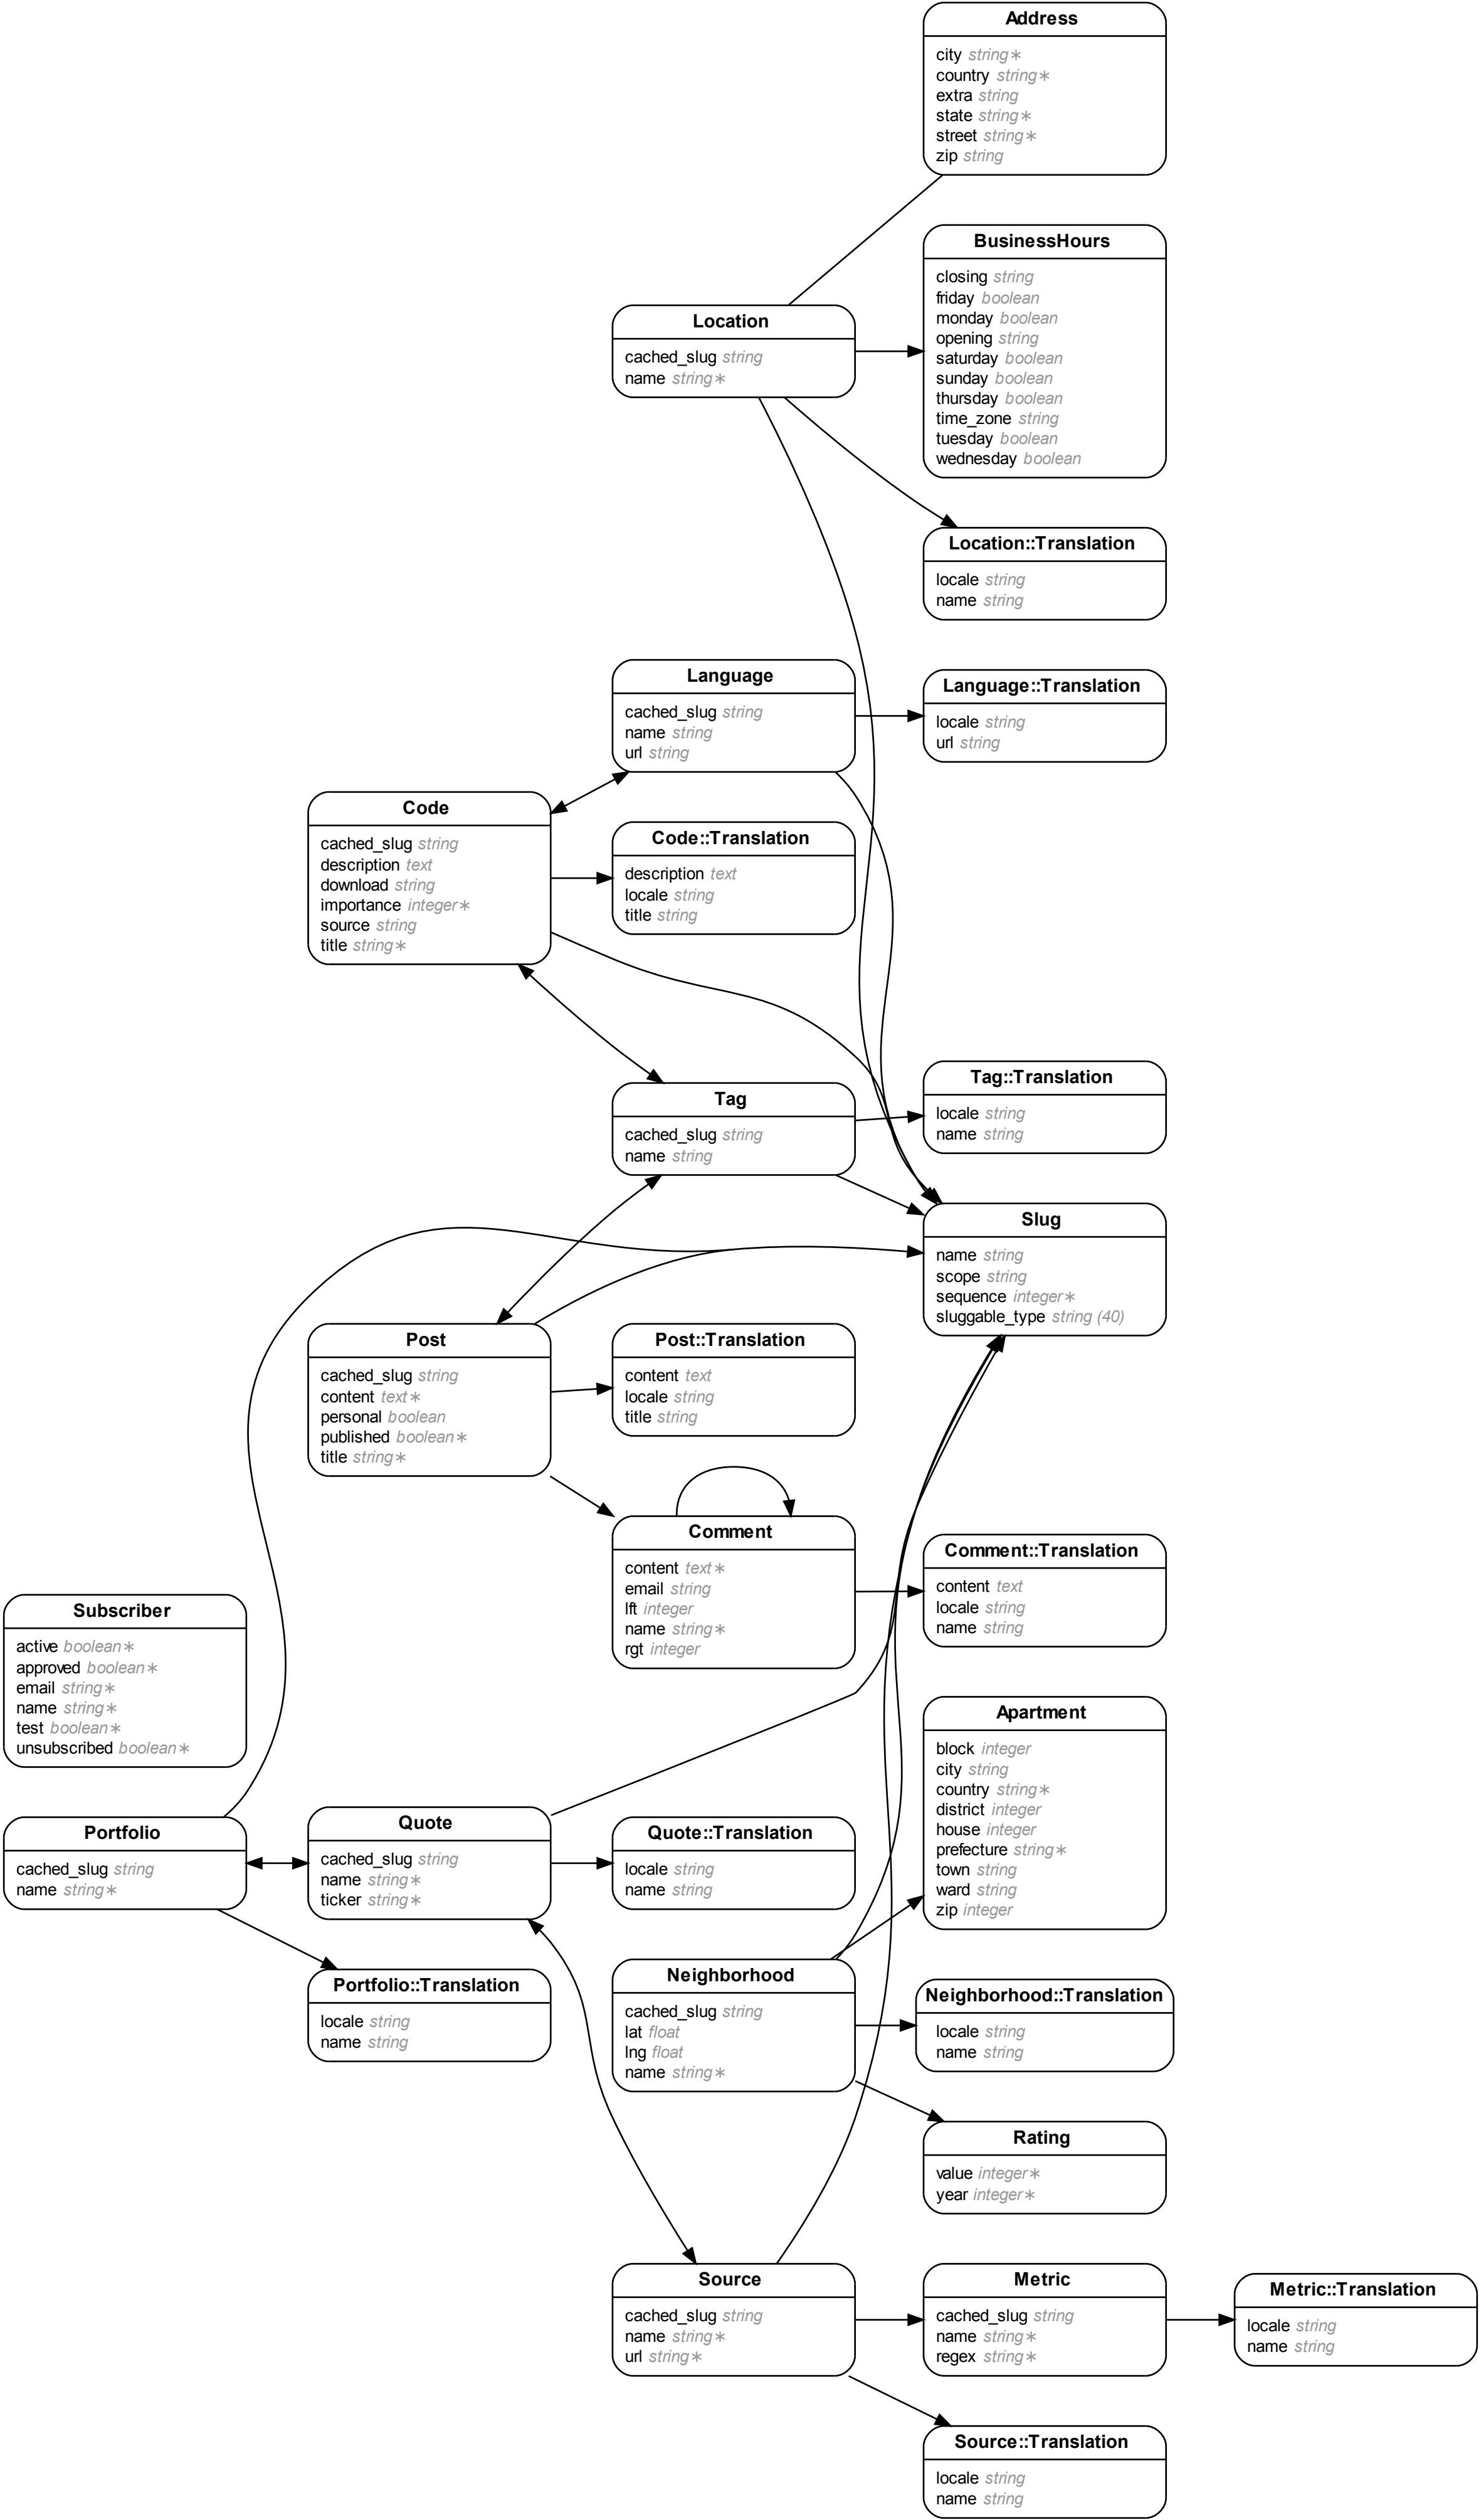 Address
city string∗
country string∗
extra string
state string∗
street string∗
zip string
BusinessHours
closing string
friday boolean
monday boolean
opening string
saturday boolean
sunday boolean
thursday boolean
time_zone string
tuesday boolean
wednesday boolean
Location
cached_slug string
name string∗
Location::Translation
locale string
name string
Language
cached_slug string
name string
url string
Language::Translation
locale string
url string
Code
cached_slug string
description text
download string
importance integer∗
source string
title string∗
Code::Translation
description text
locale string
title string
Tag
cached_slug string
name string
Tag::Translation
locale string
name string
Slug
name string
scope string
sequence integer∗
sluggable_type string (40)
Post
cached_slug string
content text∗
personal boolean
published boolean∗
title string∗
Post::Translation
content text
locale string
title string
Comment
content text∗
email string
lft integer
name string∗
rgt integer
Comment::Translation
content text
locale string
name string
Subscriber
active boolean∗
approved boolean∗
email string∗
name string∗
test boolean∗
unsubscribed boolean∗
Apartment
block integer
city string
country string∗
district integer
house integer
prefecture string∗
town string
ward string
zip integer
Portfolio
cached_slug string
name string∗
Quote
cached_slug string
name string∗
ticker string∗
Quote::Translation
locale string
name string
Portfolio::Translation
locale string
name string
Neighborhood
cached_slug string
lat float
lng float
name string∗
Neighborhood::Translation
locale string
name string
Rating
value integer∗
year integer∗
Source
cached_slug string
name string∗
url string∗
Metric
cached_slug string
name string∗
regex string∗
Metric::Translation
locale string
name string
Source::Translation
locale string
name string